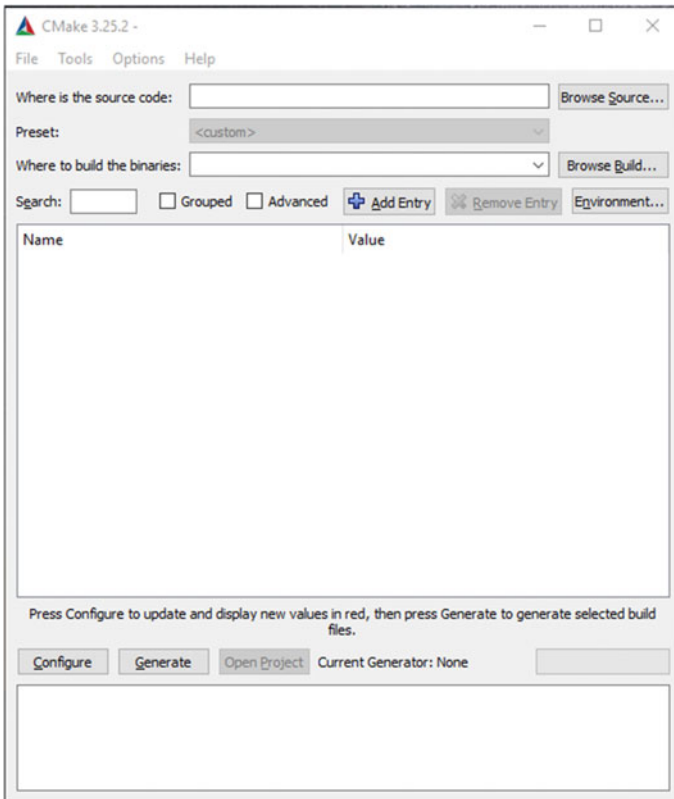 CMake 3.25.2 -
File Tools Options Help
Where is the source code: Browse Source...
Preset: <custom>
Where to build the binaries: Browse Build...
Search: Grouped Advanced Add Entry Remove Entry Environment...
Name Value
Press Configure to update and display new values in red, then press Generate to generate selected build
files.
Configure Generate Open Project Current Generator: None